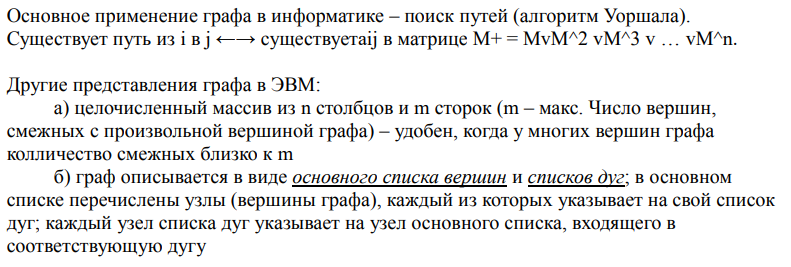 Основное применение графа в информатике – поиск путей (алгоритм Уоршала).
Существует путь из i в j ←→ существуетаij в матрице M+ = MvM^2 vM^3 v … vM^n.
Другие представления графа в ЭВМ:
а) целочисленный массив из n столбцов и m сторок (m – макс. Число вершин,
смежных с произвольной вершиной графа) – удобен, когда у многих вершин графа
колличество смежных близко к m
б) граф описывается в виде основного списка вершин и списков дуг; в основном
списке перечислены узлы (вершины графа), каждый из которых указывает на свой список
дуг; каждый узел списка дуг указывает на узел основного списка, входящего в
соответствующую дугу